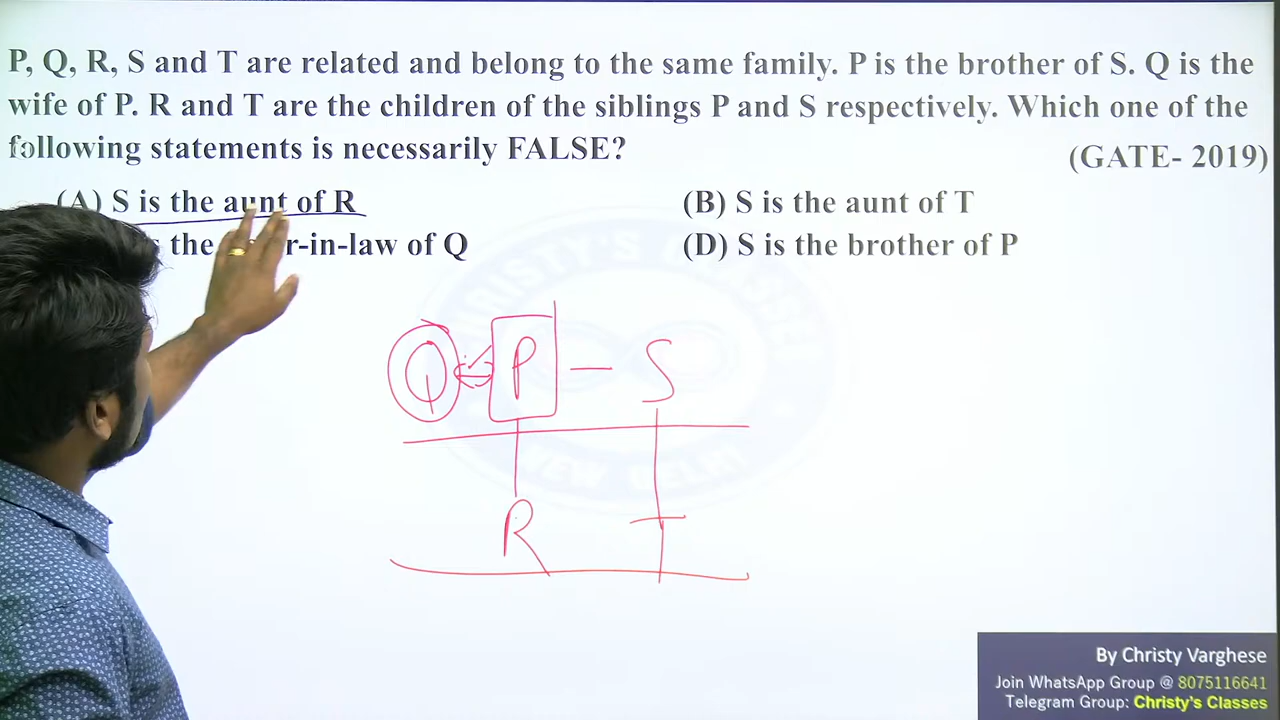 P, Q, R, S and T are related and belong to the same family. P is the brother of S. Q is the
wife of P. R and T are the children of the siblings P and S respectively. Which one of the
following statements is necessarily FALSE?
(GATE- 2019)
(A) S is the aunt of R
(B) S is the aunt of T
the r-in-law of Q
(D) S is the brother of P
Q P — S
R T
NEW DELHI
By Christy Varghese
Join WhatsApp Group @ 8075116641
Telegram Group: Christy's Classes